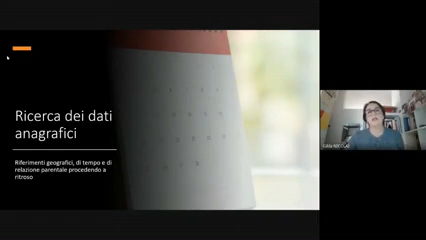 Ricerca dei dati
anagrafici
Riferimenti geografici, di tempo e di
relazione parentale procedendo a
ritroso